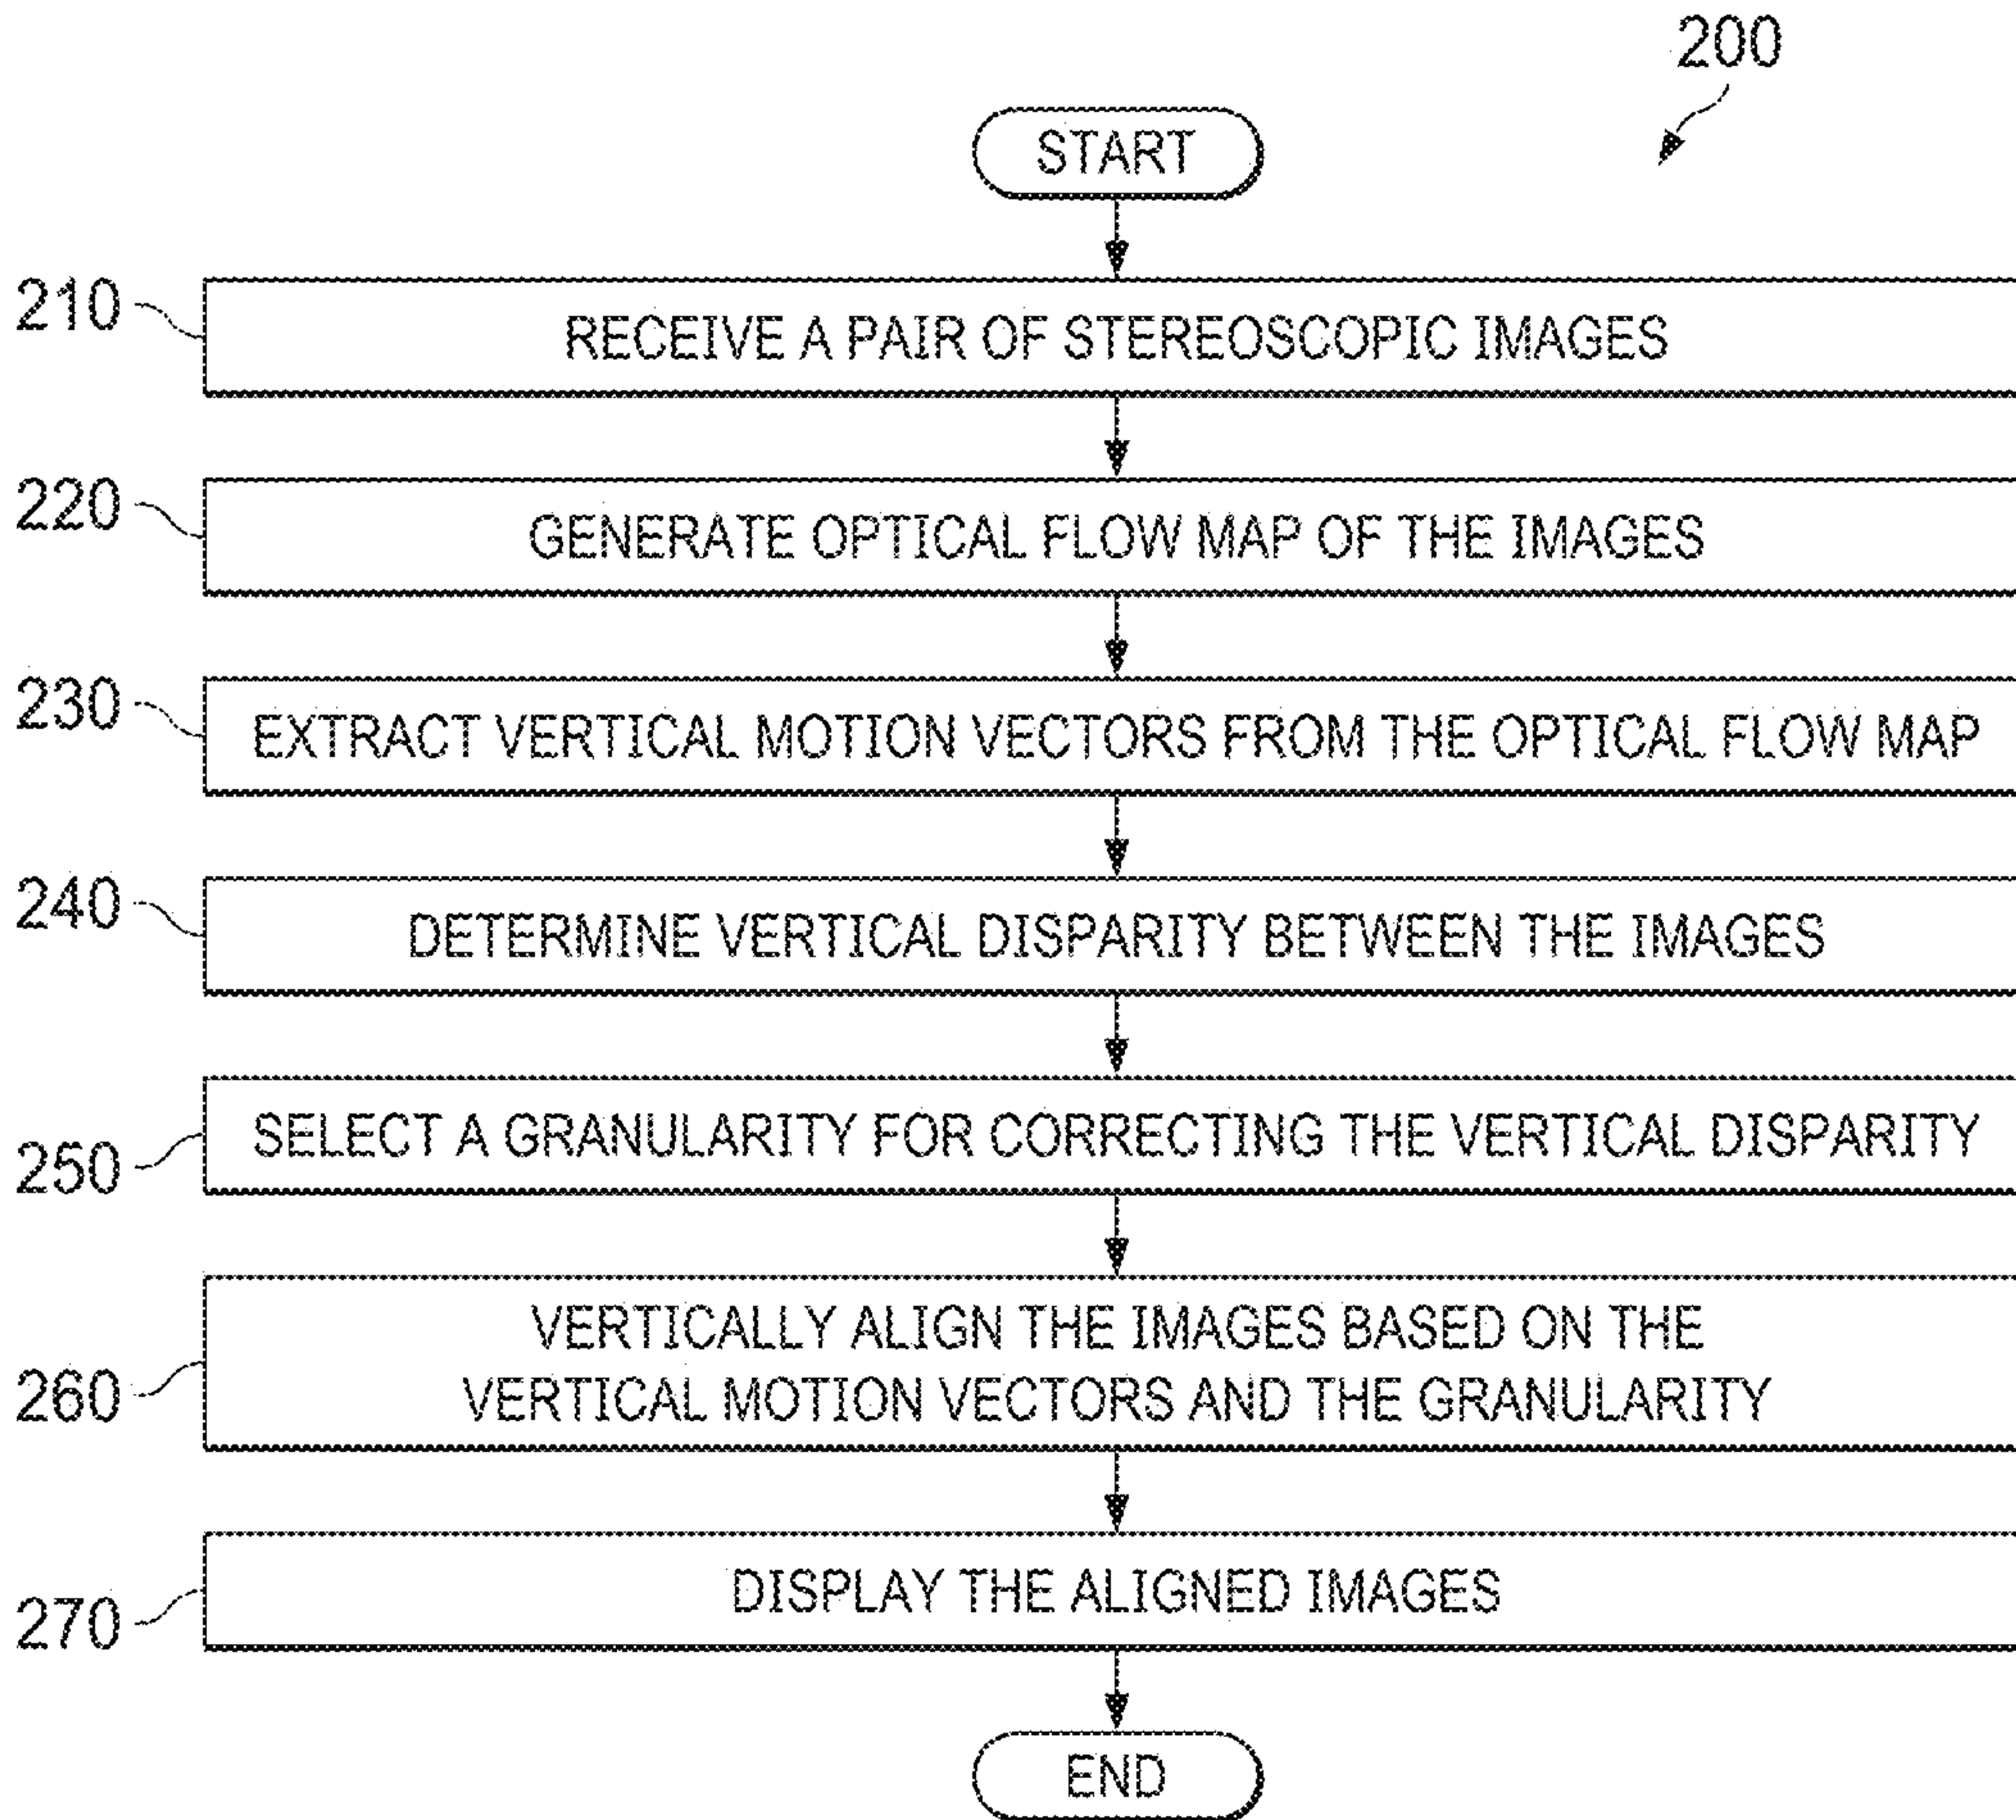 200
START
210
RECEIVE A PAIR OF STEREOSCOPIC IMAGES
220
GENERATE OPTICAL FLOW MAP OF THE IMAGES
230
EXTRACT VERTICAL MOTION VECTORS FROM THE OPTICAL FLOW MAP
240
DETERMINE VERTICAL DISPARITY BETWEEN THE IMAGES
250
SELECT A GRANULARITY FOR CORRECTING THE VERTICAL DISPARITY
260
VERTICALLY ALIGN THE IMAGES BASED ON THE
VERTICAL MOTION VECTORS AND THE GRANULARITY
270
DISPLAY THE ALIGNED IMAGES
END